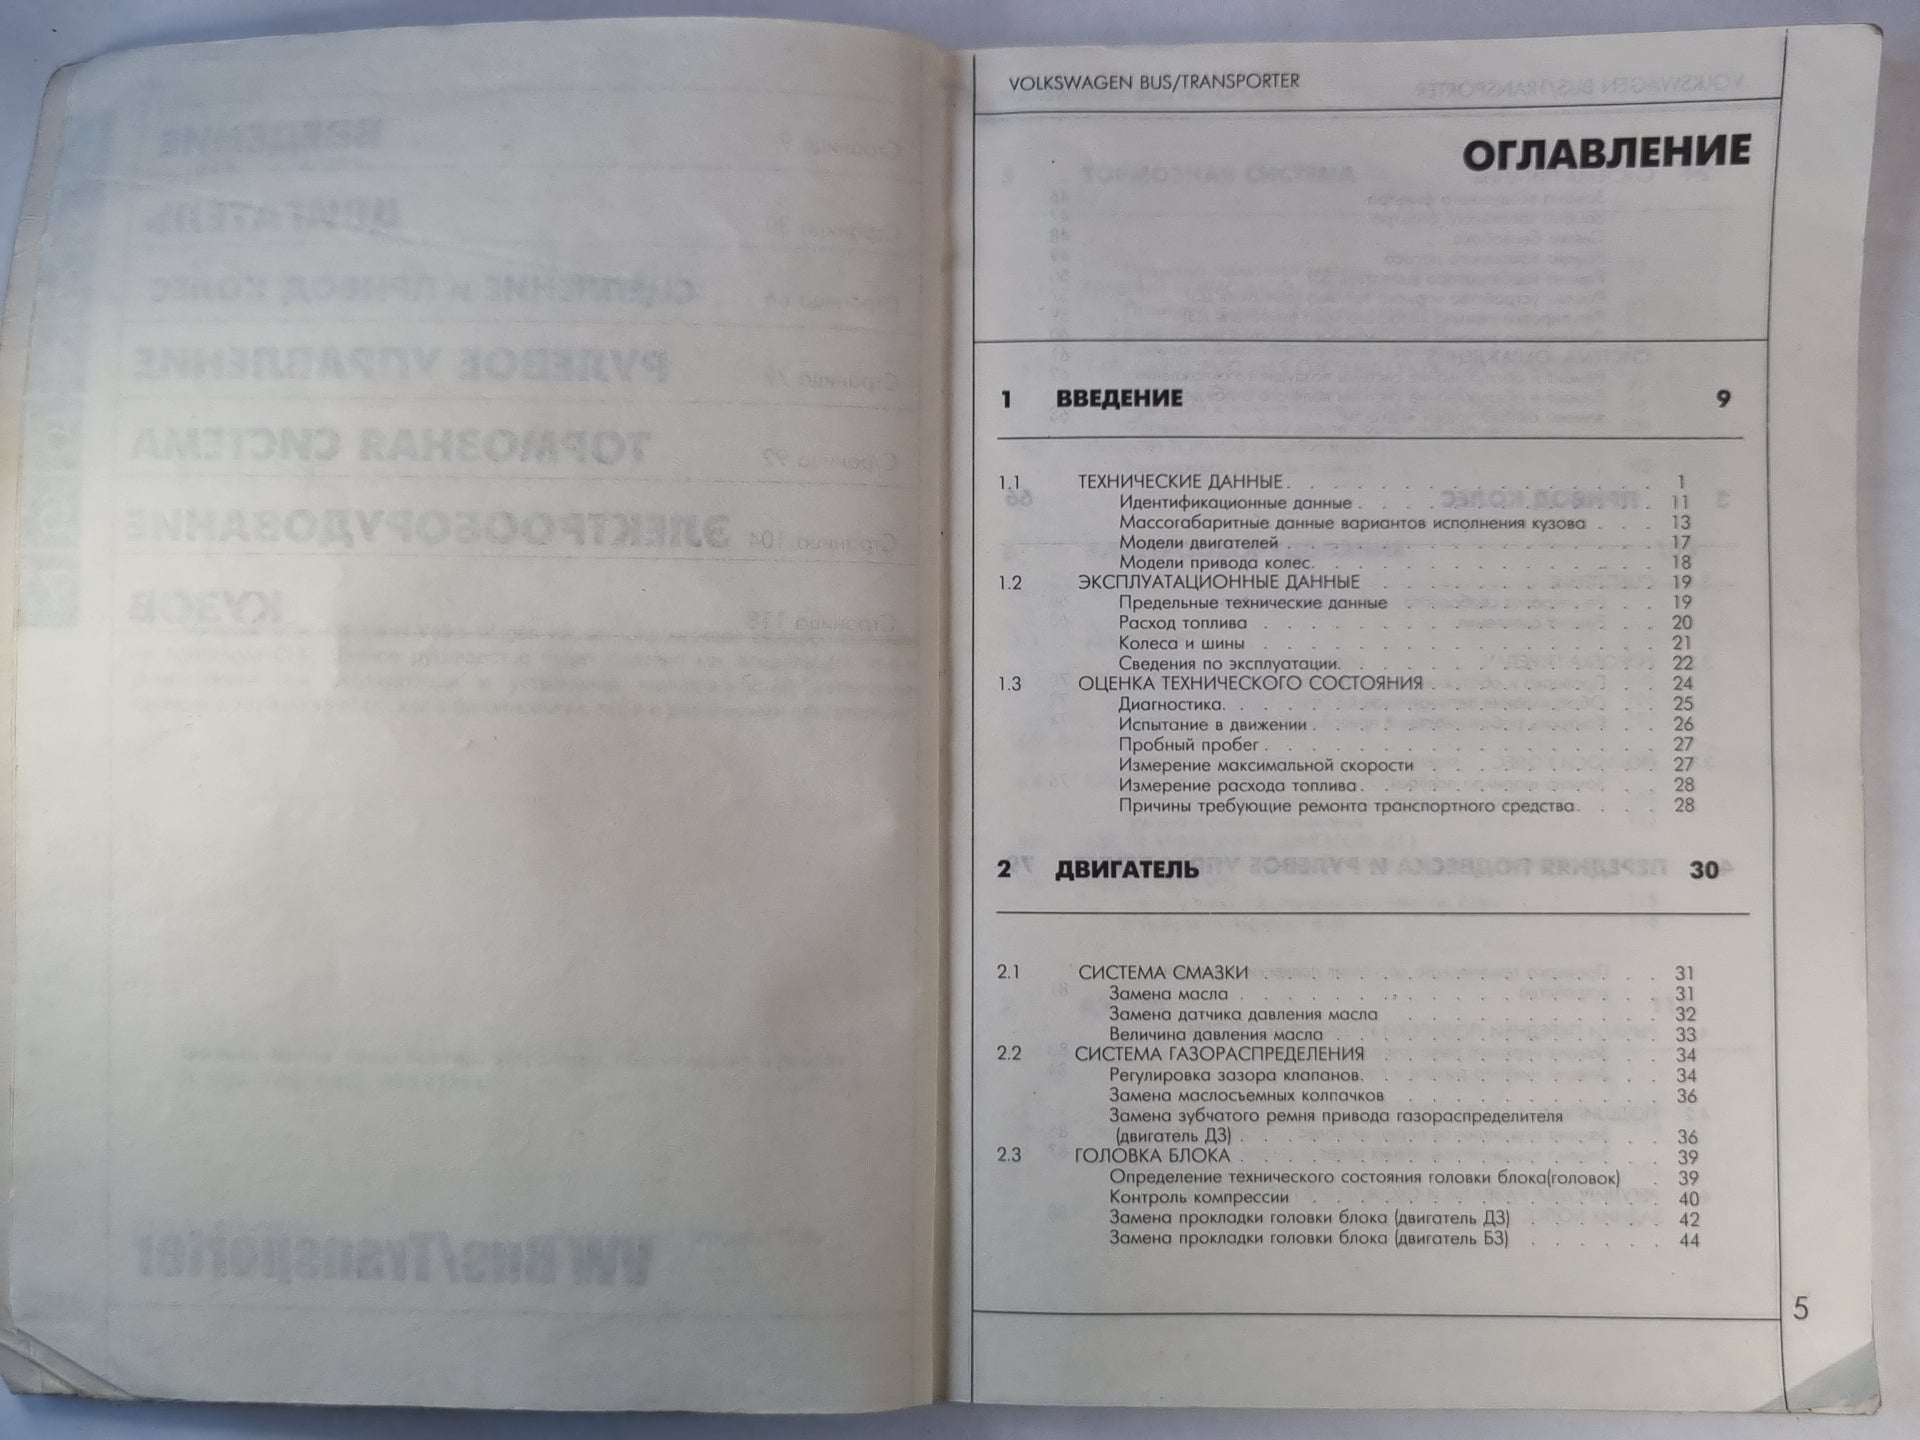 VOLKSWAGEN BUS/TRANSPORTER
ОГЛАВЛЕНИЕ
1 ВВЕДЕНИЕ 9
1.1 ТЕХНИЧЕСКИЕ ДАННЫЕ. . . . . . . . . . . . . . . . . 1
Идентификационные данные . . . . . . . . . . . . . . 11
Массогабаритные данные вариантов исполнения кузова . . . 13
Модели двигателей . . . . . . . . . . . . . . . . . 17
Модели привода колес. . . . . . . . . . . . . . . . 18
1.2 ЭКСПЛУАТАЦИОННЫЕ ДАННЫЕ . . . . . . . . . . . . . . 19
Предельные технические данные . . . . . . . . . . . . 19
Расход топлива . . . . . . . . . . . . . . . . . . 20
Колеса и шины . . . . . . . . . . . . . . . . . . 21
Сведения по эксплуатации. . . . . . . . . . . . . . . 22
1.3 ОЦЕНКА ТЕХНИЧЕСКОГО СОСТОЯНИЯ . . . . . . . . . . . 24
Диагностика. . . . . . . . . . . . . . . . . . . . 25
Испытание в движении . . . . . . . . . . . . . . . . 26
Пробный пробег . . . . . . . . . . . . . . . . . . 27
Измерение максимальной скорости . . . . . . . . . . . 27
Измерение расхода топлива . . . . . . . . . . . . . . 28
Причины требующие ремонта транспортного средства. . . . 28
2 ДВИГАТЕЛЬ 30
2.1 СИСТЕМА СМАЗКИ . . . . . . . . . . . . . . . . . . 31
Замена масла . . . . . . . . . . . . . . . . . . . 31
Замена датчика давления масла . . . . . . . . . . . . 32
Величина давления масла . . . . . . . . . . . . . . . 33
2.2 СИСТЕМА ГАЗОРАСПРЕДЕЛЕНИЯ . . . . . . . . . . . . . 34
Регулировка зазора клапанов. . . . . . . . . . . . . . 34
Замена маслосъемных колпачков . . . . . . . . . . . . 36
Замена зубчатого ремня привода газораспределителя
(двигатель ДЗ) . . . . . . . . . . . . . . . . . . 36
2.3 ГОЛОВКА БЛОКА . . . . . . . . . . . . . . . . . . . 39
Определение технического состояния головки блока(головок) . 39
Контроль компрессии . . . . . . . . . . . . . . . . 40
Замена прокладки головки блока (двигатель ДЗ) . . . . . . 42
Замена прокладки головки блока (двигатель БЗ) . . . . . . 44
5